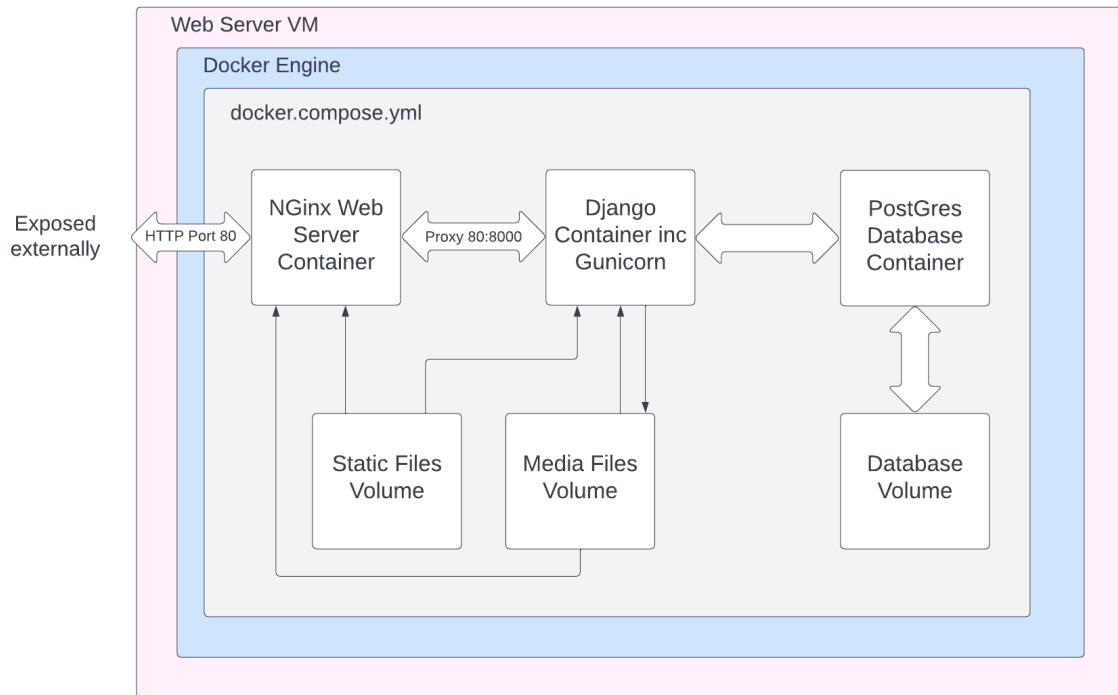 Web Server VM
Docker Engine
docker.compose.yml
Exposed
externally
HTTP Port 80
NGinx Web
Server
Container
Proxy 80:8000
Django
Container inc
Gunicorn
PostGres
Database
Container
Static Files
Volume
Media Files
Volume
Database
Volume